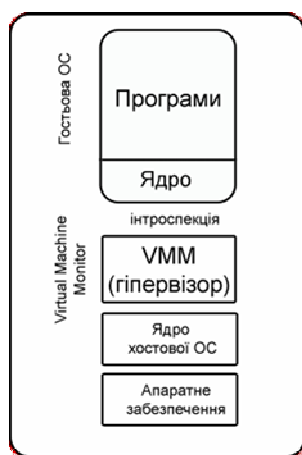 Гостьова ОС
Програми
Ядро
інтроспекція
Virtual Machine
Monitor
VMM
(гіпервізор)
Ядро
хостової ОС
Апаратне
забезпечення